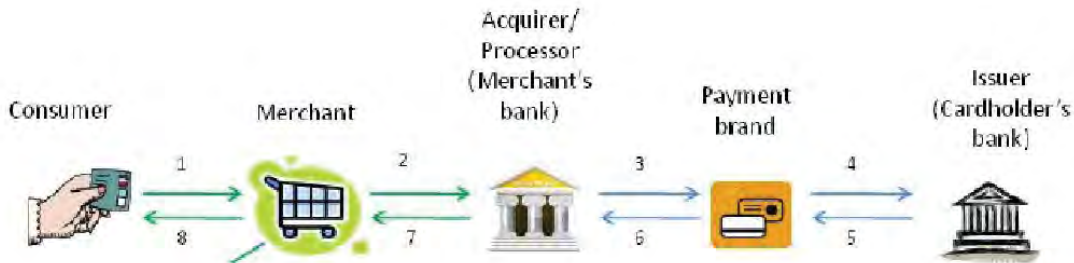 Consumer
Merchant
Acquirer/
Processor
(Merchant's
bank)
Payment
brand
Issuer
(Cardholder's
bank)
1
2
3
4
8
7
6
5